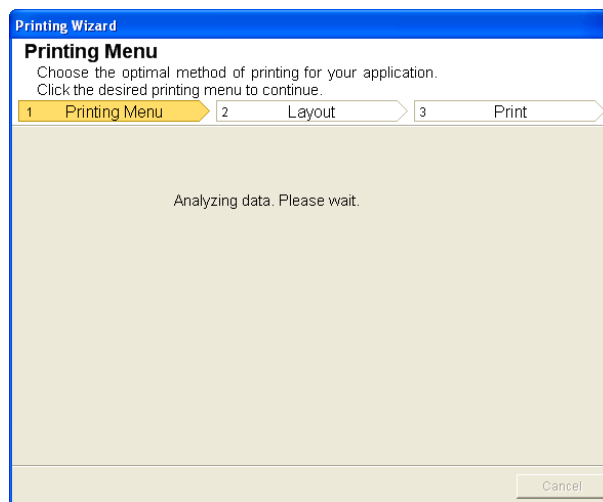 Printing Wizard
Printing Menu
Choose the optimal method of printing for your application.
Click the desired printing menu to continue.
1 Printing Menu 2 Layout 3 Print
Analyzing data. Please wait.
Cancel